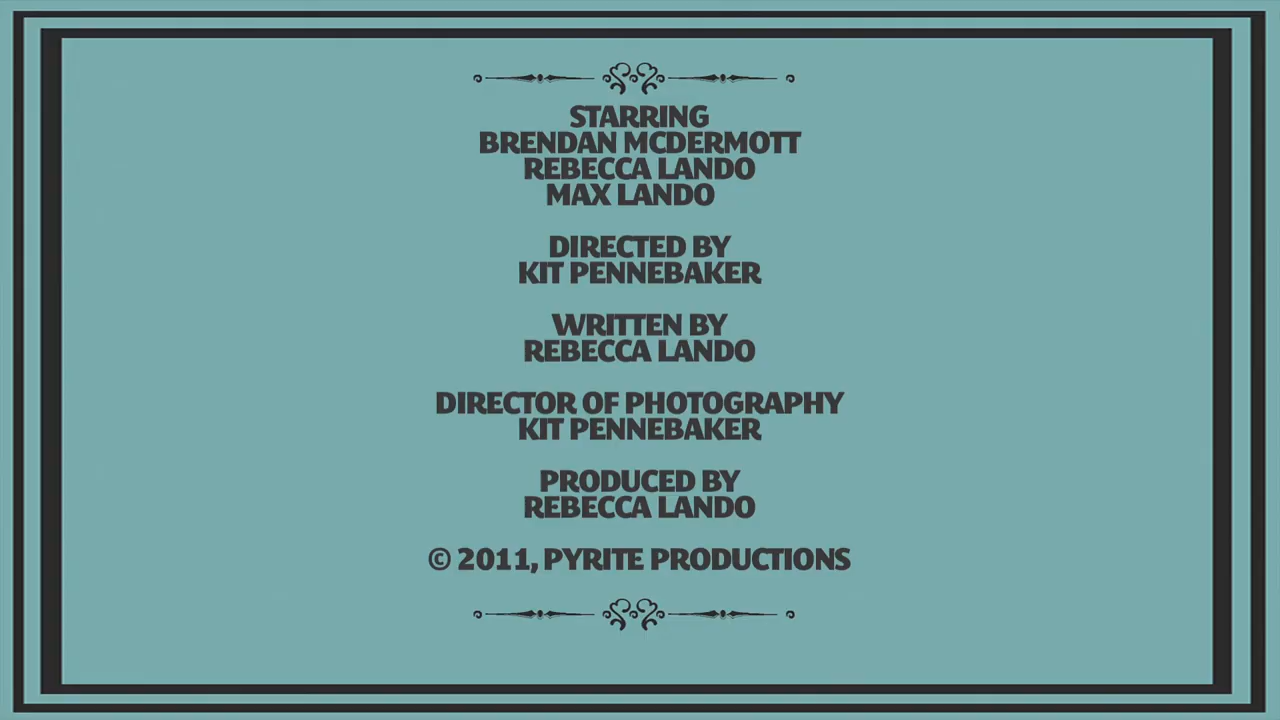 STARRING
BRENDAN MCDERMOTT
REBECCA LANDO
MAX LANDO
DIRECTED BY
KIT PENNEBAKER
WRITTEN BY
REBECCA LANDO
DIRECTOR OF PHOTOGRAPHY
KIT PENNEBAKER
PRODUCED BY
REBECCA LANDO
© 2011, PYRITE PRODUCTIONS